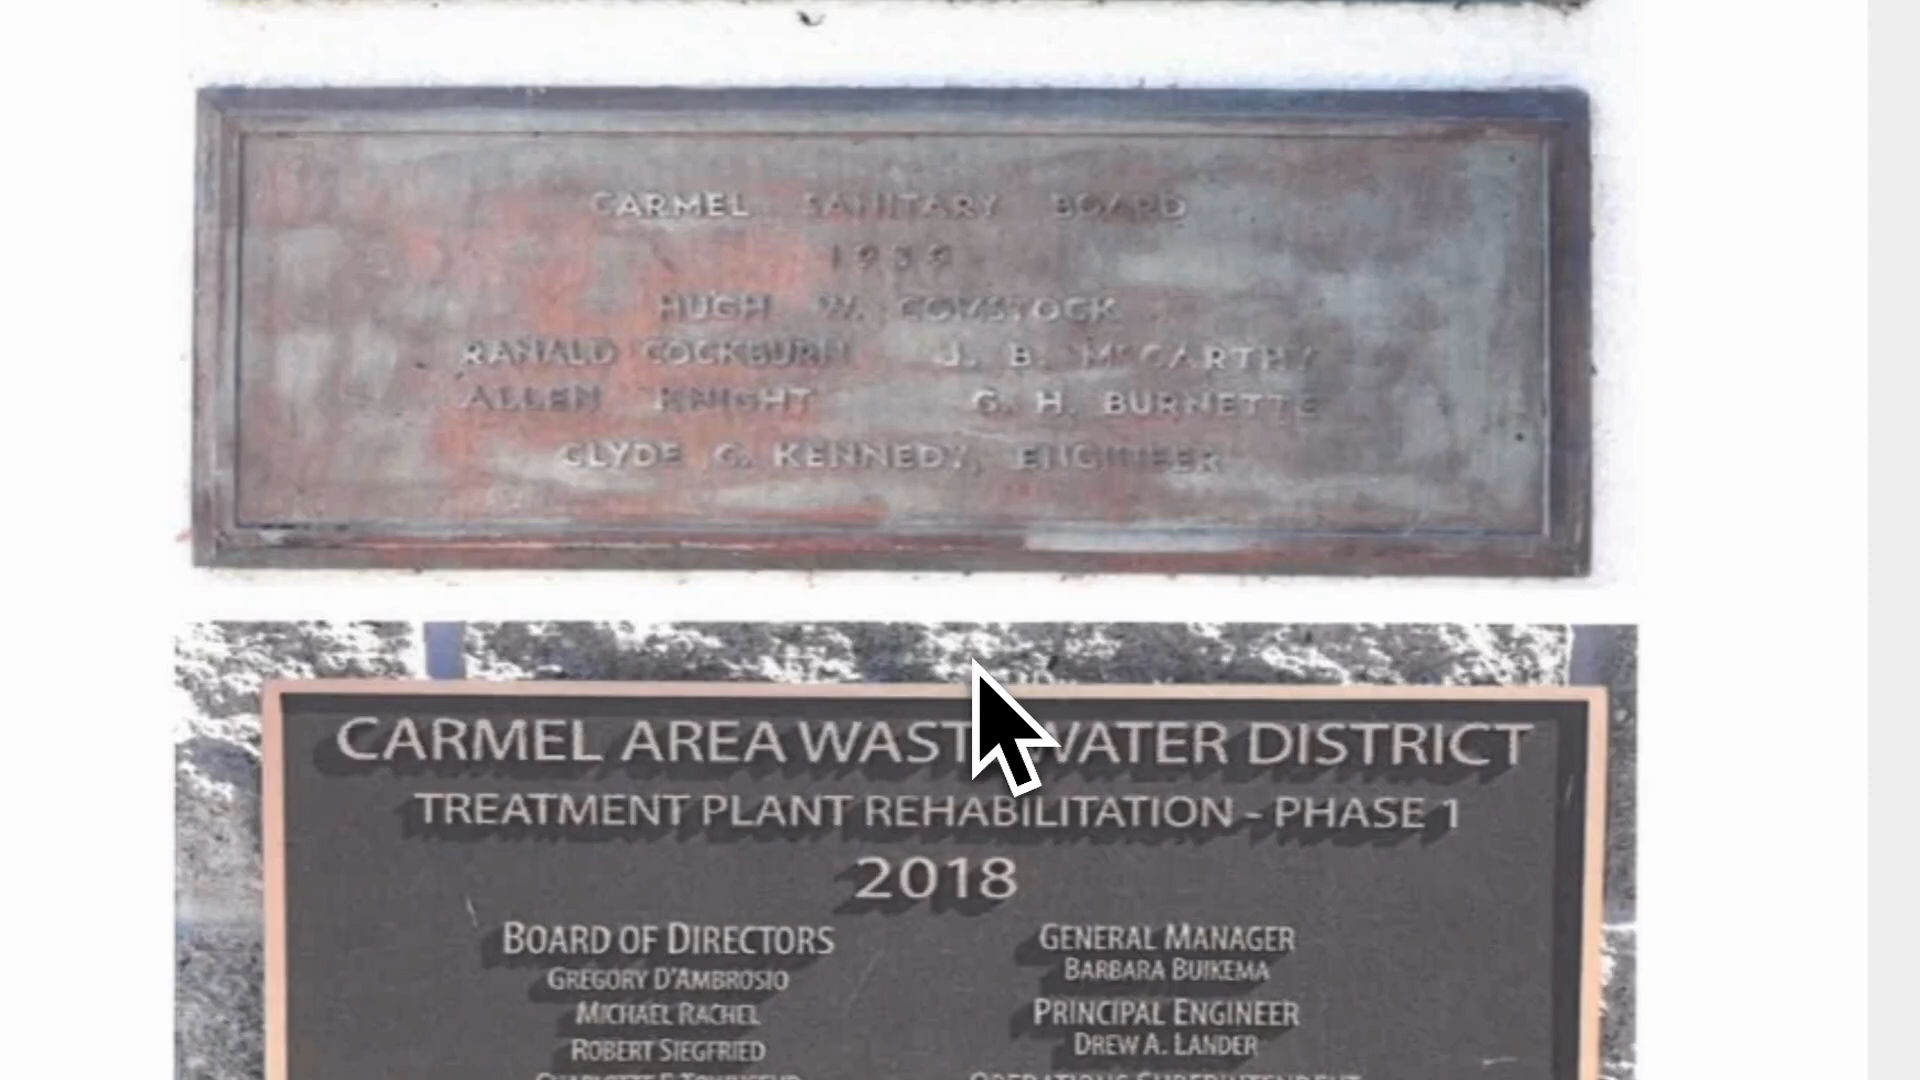 CARMEL SANITARY BOARD
1939
HUGH W. COMSTOCK
RANALD COCKBURN J. B. McCARTHY
ALLEN KNIGHT G. H. BURNETTE
CLYDE C. KENNEDY, ENGINEER
CARMEL AREA WASTEWATER DISTRICT
TREATMENT PLANT REHABILITATION - PHASE 1
2018
BOARD OF DIRECTORS
GREGORY D'AMBROSIO
MICHAEL RACHEL
ROBERT SIEGFRIED
GENERAL MANAGER
BARBARA BUIKEMA
PRINCIPAL ENGINEER
DREW A. LANDER
OPERATIONS SUPERINTENDENT